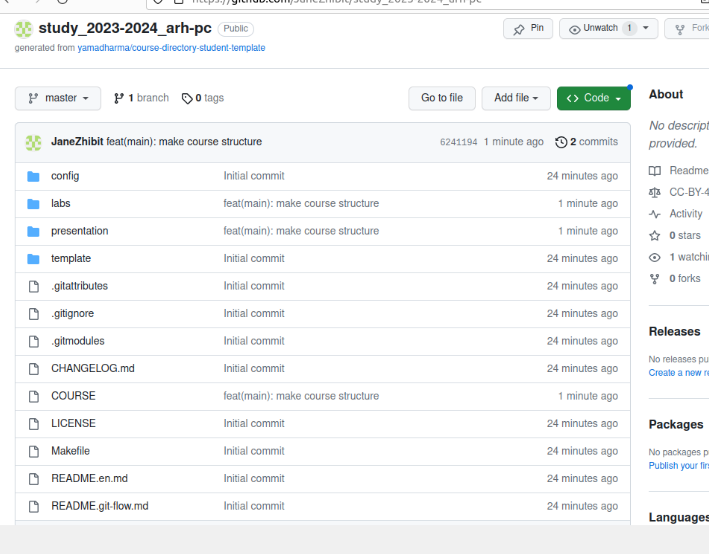 study_2023-2024_arh-pc Public Pin Unwatch 1 Fork
generated from yamadharma/course-directory-student-template
master 1 branch 0 tags Go to file Add file Code
About
No descript
provided.
JaneZhibit feat(main): make course structure 6241194 1 minute ago 2 commits
config Initial commit 24 minutes ago
labs feat(main): make course structure 1 minute ago
presentation feat(main): make course structure 1 minute ago
template Initial commit 24 minutes ago
.gitattributes Initial commit 24 minutes ago
.gitignore Initial commit 24 minutes ago
.gitmodules Initial commit 24 minutes ago
CHANGELOG.md Initial commit 24 minutes ago
COURSE feat(main): make course structure 1 minute ago
LICENSE Initial commit 24 minutes ago
Makefile Initial commit 24 minutes ago
README.en.md Initial commit 24 minutes ago
README.git-flow.md Initial commit 24 minutes ago
Readme
CC-BY-4
Activity
0 stars
1 watchin
0 forks
Releases
No releases pu
Create a new re
Packages
No packages p
Publish your fir
Languages